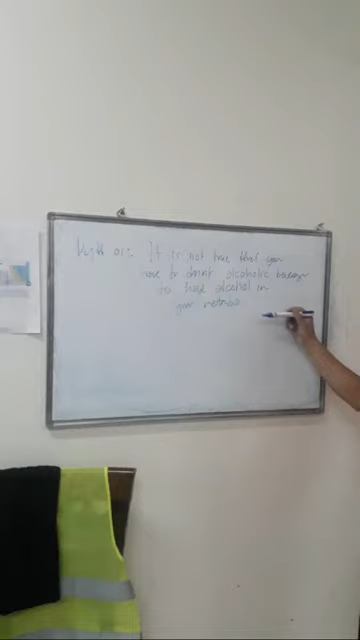 Myth 01: It is not true that you
have to drink alcoholic beverage
to have alcohol in
your